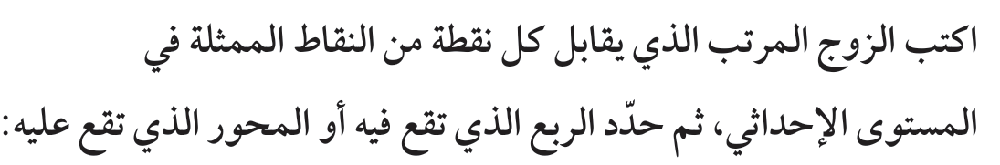 اكتب الزوج المرتب الذي يقابل كل نقطة من النقاط الممثلة في
المستوى الإحداثي، ثم حدّد الربع الذي تقع فيه أو المحور الذي تقع عليه: